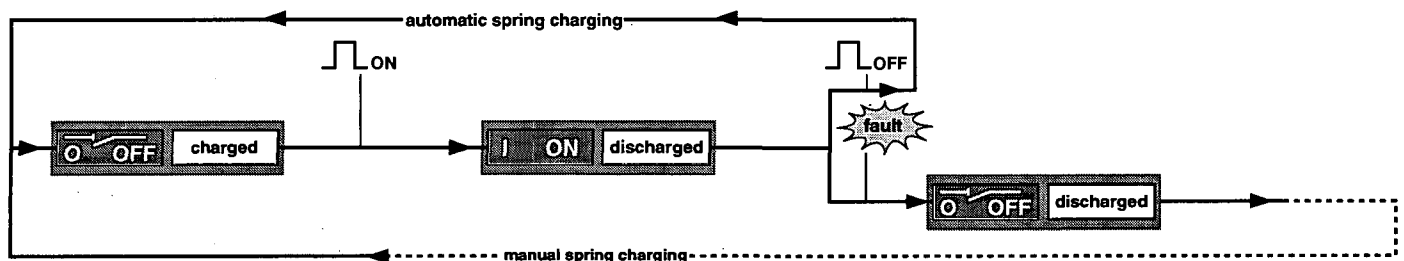 automatic spring charging
ON
OFF
O OFF charged
I ON discharged
fault
O OFF discharged
manual spring charging